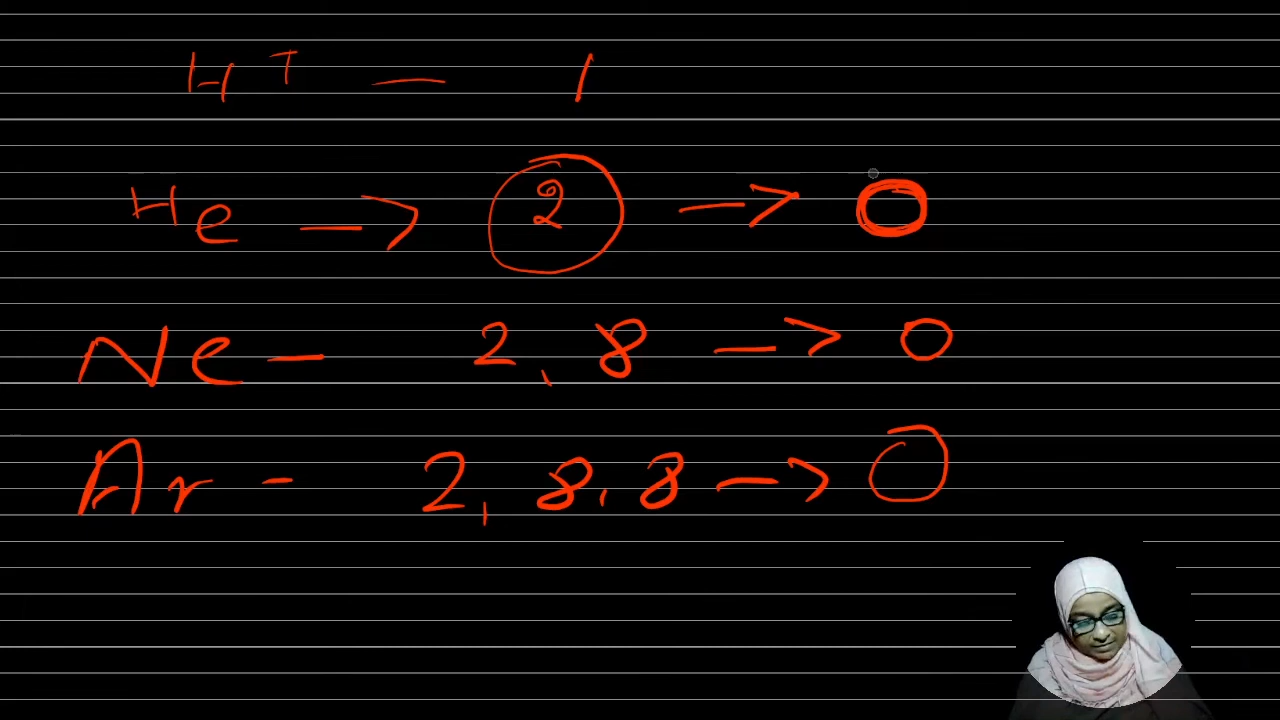 H⁺ — 1
He → 2 → 0
Ne — 2, 8 → 0
Ar - 2, 8, 8 → 0